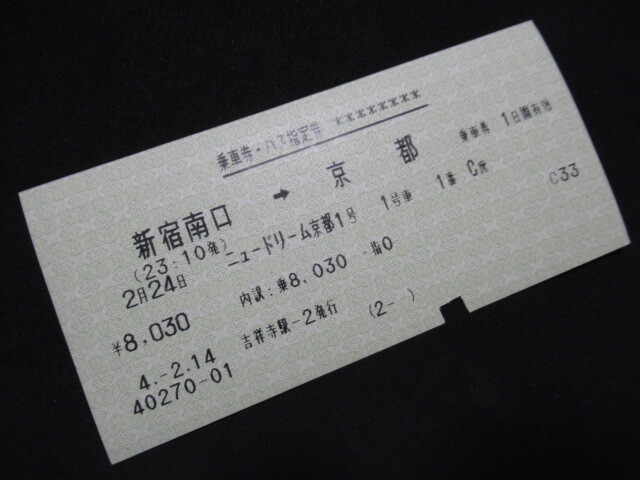 乗車券・バス指定券 ********
新宿南口 → 京都 乗車券 1日間有効
(23:10発) ニュードリーム京都1号 1号車 1番 C席 C33
2月24日
¥8,030 内訳:乗8,030 ・指0
4.-2.14 吉祥寺駅-2発行 (2- )
40270-01